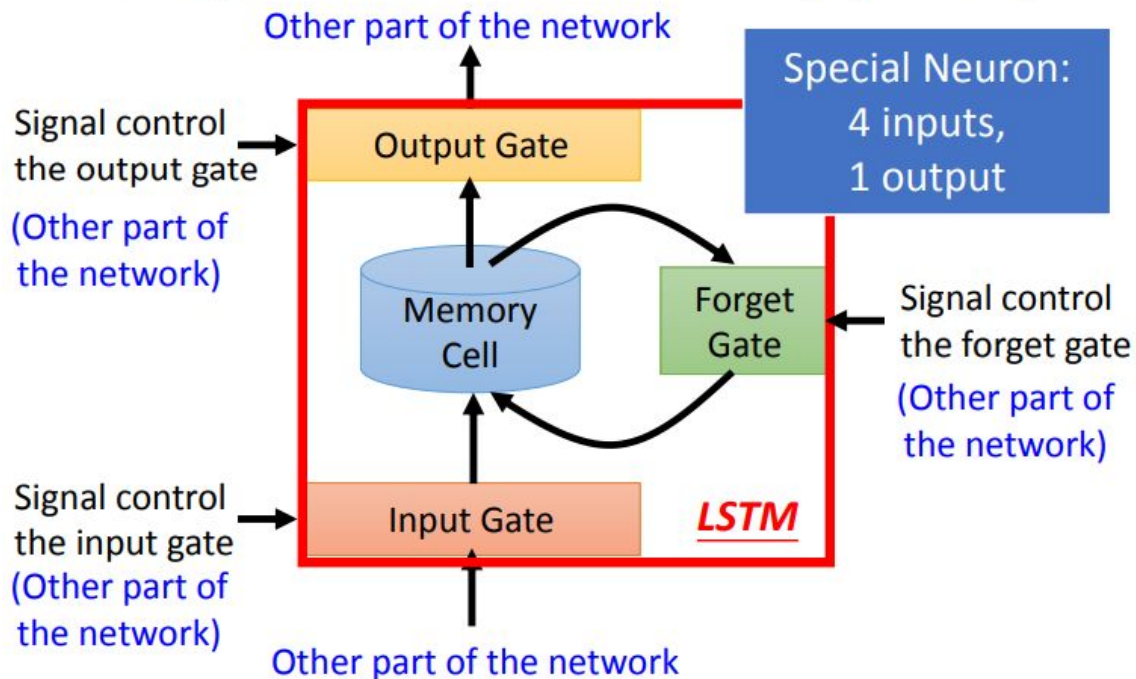 Other part of the network
Special Neuron:
4 inputs,
1 output
Signal control
the output gate
(Other part of
the network)
Output Gate
Memory
Cell
Forget
Gate
Signal control
the forget gate
(Other part of
the network)
Signal control
the input gate
(Other part of
the network)
Input Gate
LSTM
Other part of the network